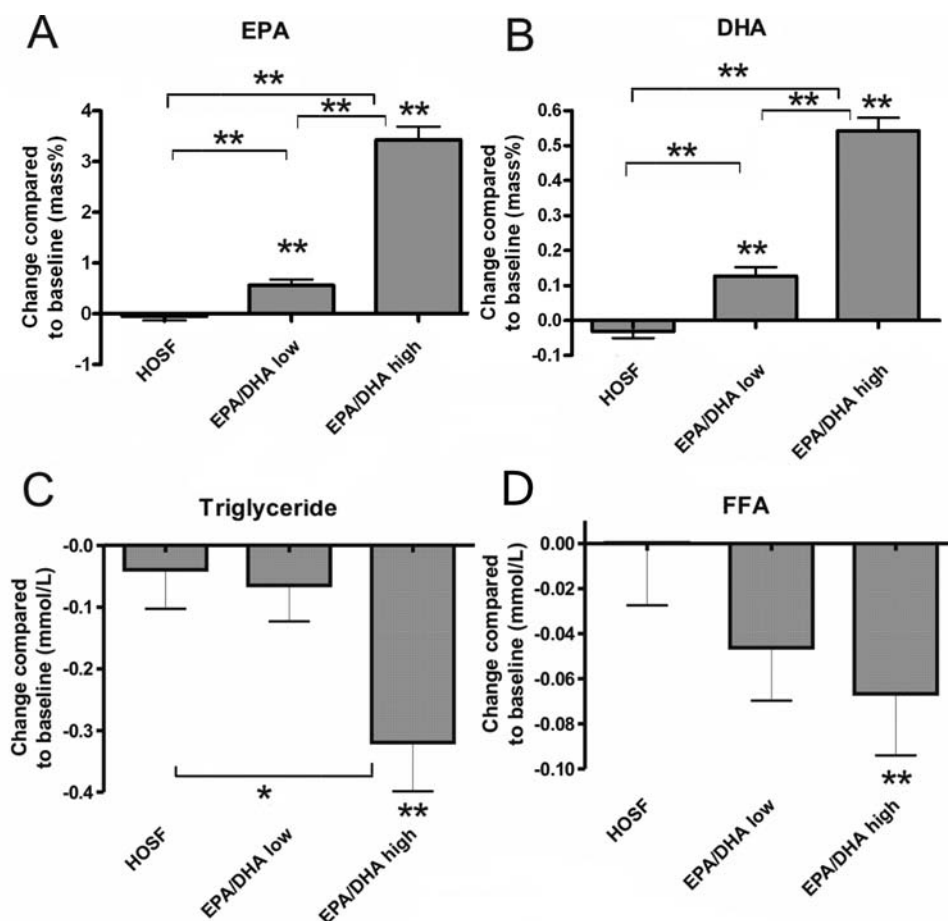 A
EPA
**
**
**
**
**
Change compared
to baseline (mass%)
4
3
2
1
0
-1
HOSF
EPA/DHA low
EPA/DHA high
B
DHA
**
**
**
**
**
Change compared
to baseline (mass%)
0.6
0.5
0.4
0.3
0.2
0.1
0.0
-0.1
HOSF
EPA/DHA low
EPA/DHA high
C
Triglyceride
Change compared
to baseline (mmol/L)
-0.0
-0.1
-0.2
-0.3
-0.4
*
**
HOSF
EPA/DHA low
EPA/DHA high
D
FFA
Change compared
to baseline (mmol/L)
0.00
-0.02
-0.04
-0.06
-0.08
-0.10
**
HOSF
EPA/DHA low
EPA/DHA high